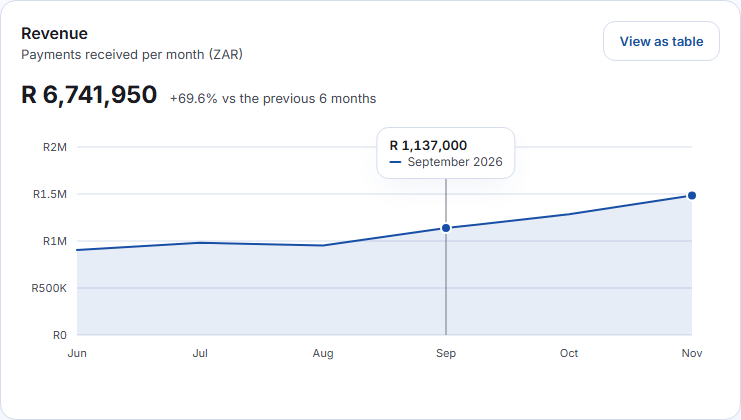 Revenue
Payments received per month (ZAR)
View as table
R 6,741,950 +69.6% vs the previous 6 months
R2M
R 1,137,000
September 2026
R1.5M
R1M
R500K
R0
Jun Jul Aug Sep Oct Nov